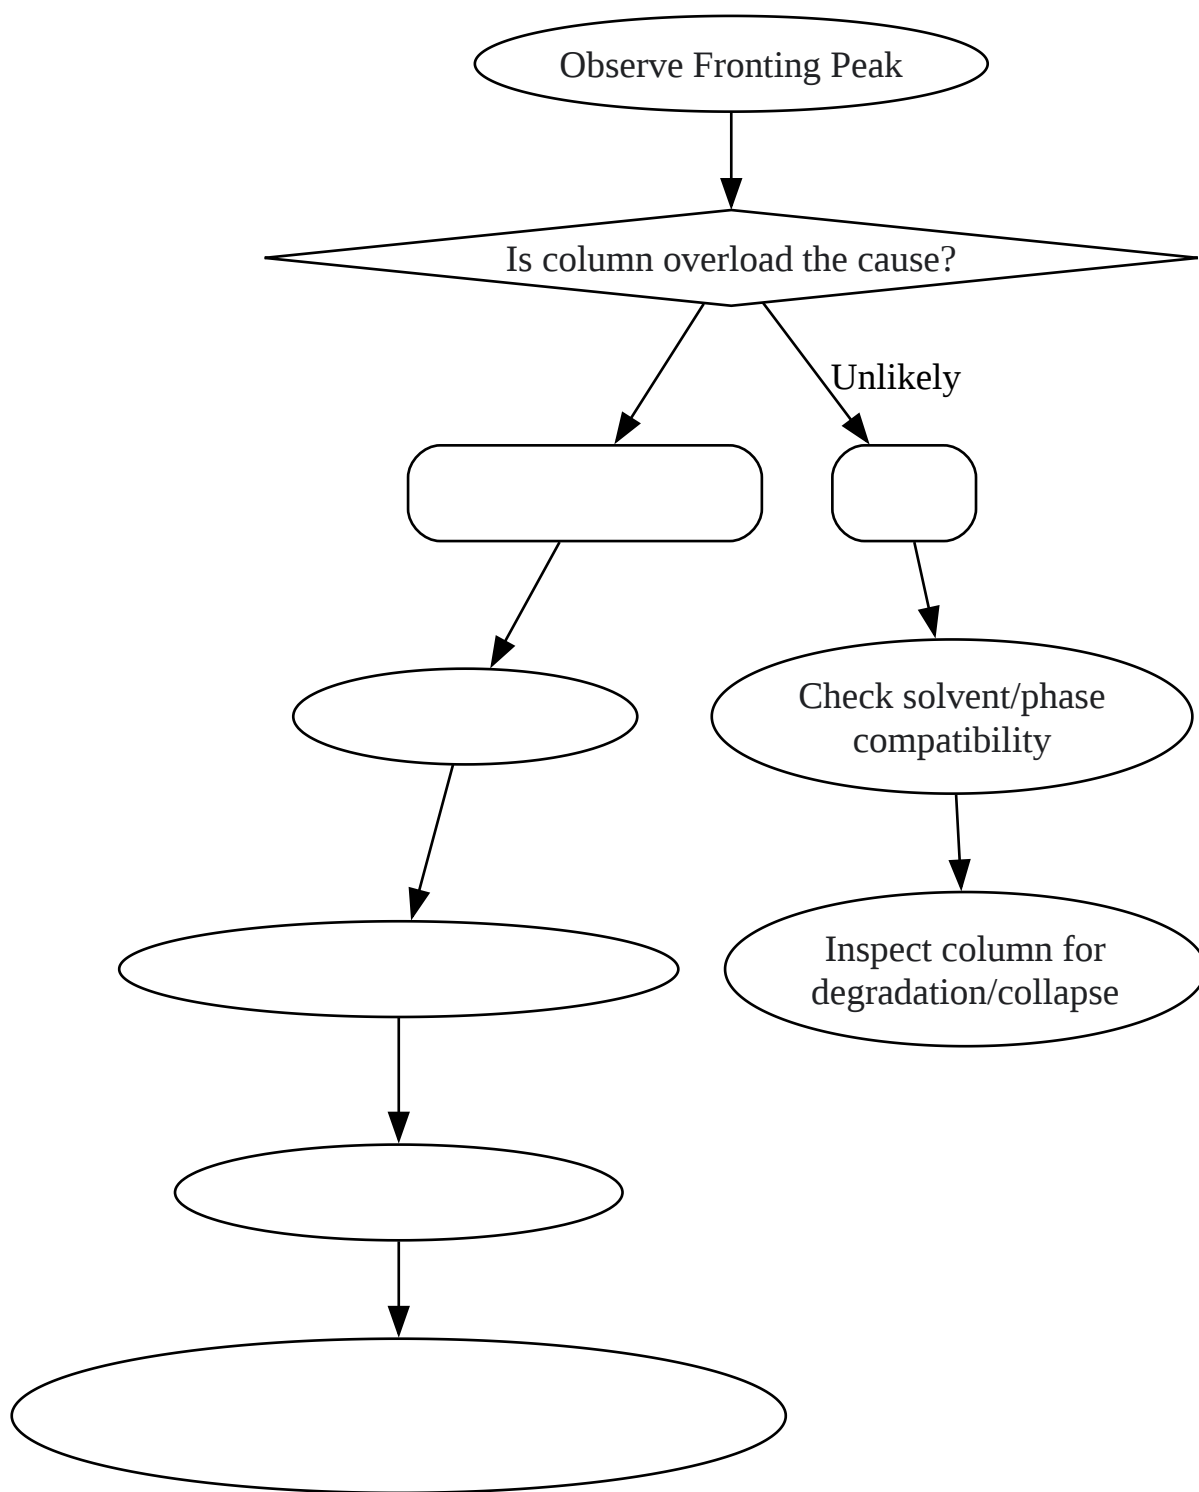 Observe Fronting Peak
Is column overload the cause?
Unlikely
Check solvent/phase
compatibility
Inspect column for
degradation/collapse